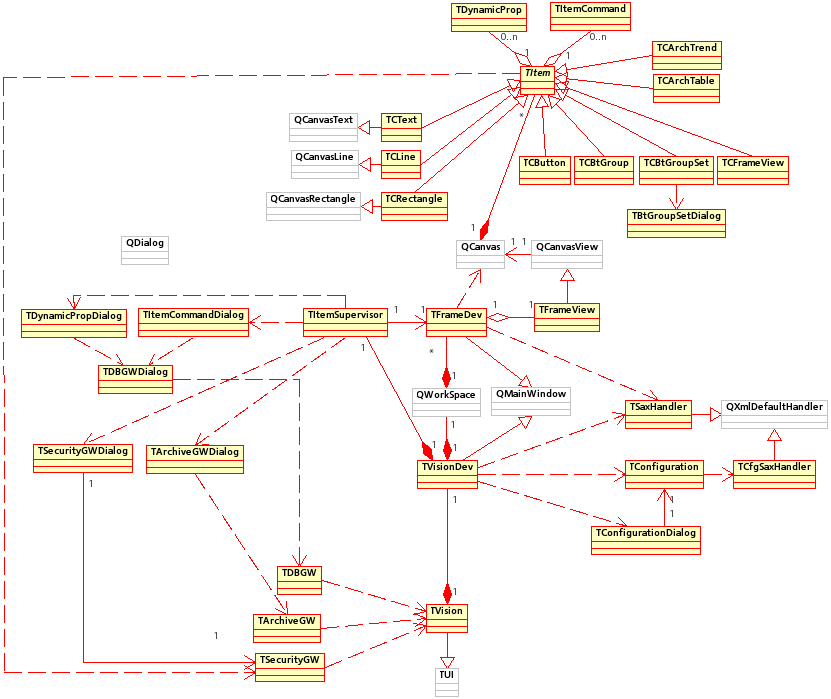 TDynamicProp
TItemCommand
0..n
0..n
1
1
TItem
TCArchTrend
TCArchTable
*
QCanvasText
TCText
QCanvasLine
TCLine
TCButton
TCBtGroup
TCBtGroupSet
TCFrameView
QCanvasRectangle
TCRectangle
TBtGroupSetDialog
1
QDialog
QCanvas
1
1
QCanvasView
TDynamicPropDialog
TItemCommandDialog
TItemSupervisor
1
1
TFrameDev
1
1
TFrameView
1
*
TDBGWDialog
1
QWorkSpace
QMainWindow
TSaxHandler
QXmlDefaultHandler
1
TSecurityGWDialog
TArchiveGWDialog
1
1
TVisionDev
TConfiguration
TCfgSaxHandler
1
1
1
1
TConfigurationDialog
TDBGW
1
TVision
TArchiveGW
1
TSecurityGW
TUI